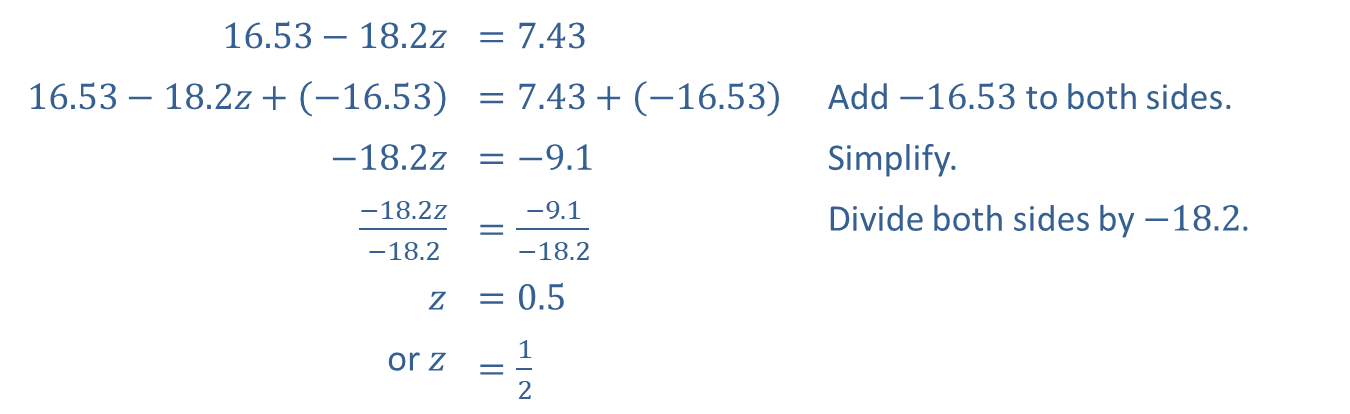 16.53 − 18.2z = 7.43
16.53 − 18.2z + (−16.53) = 7.43 + (−16.53) Add −16.53 to both sides.
−18.2z = −9.1 Simplify.
−18.2z/−18.2 = −9.1/−18.2 Divide both sides by −18.2.
z = 0.5
or z = 1/2